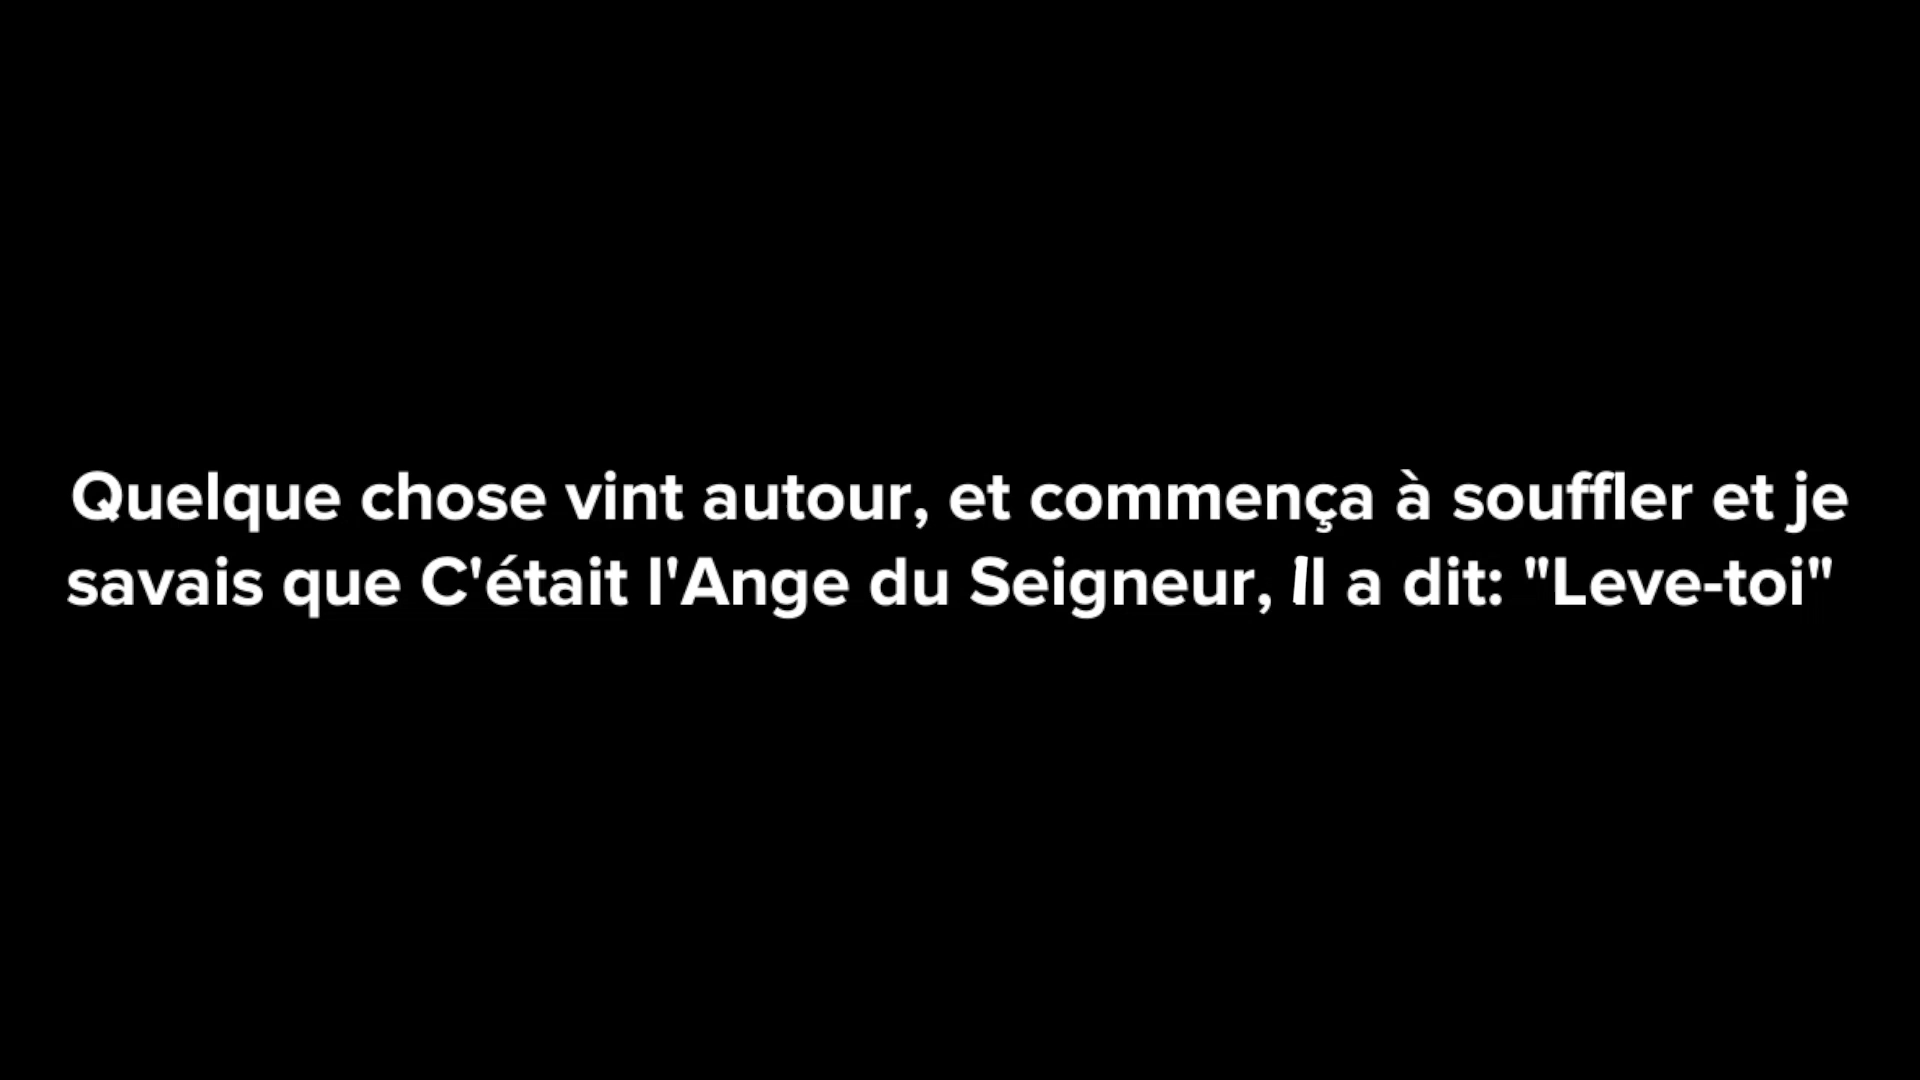 Quelque chose vint autour, et commença à souffler et je
savais que C'était l'Ange du Seigneur, Il a dit: "Leve-toi"